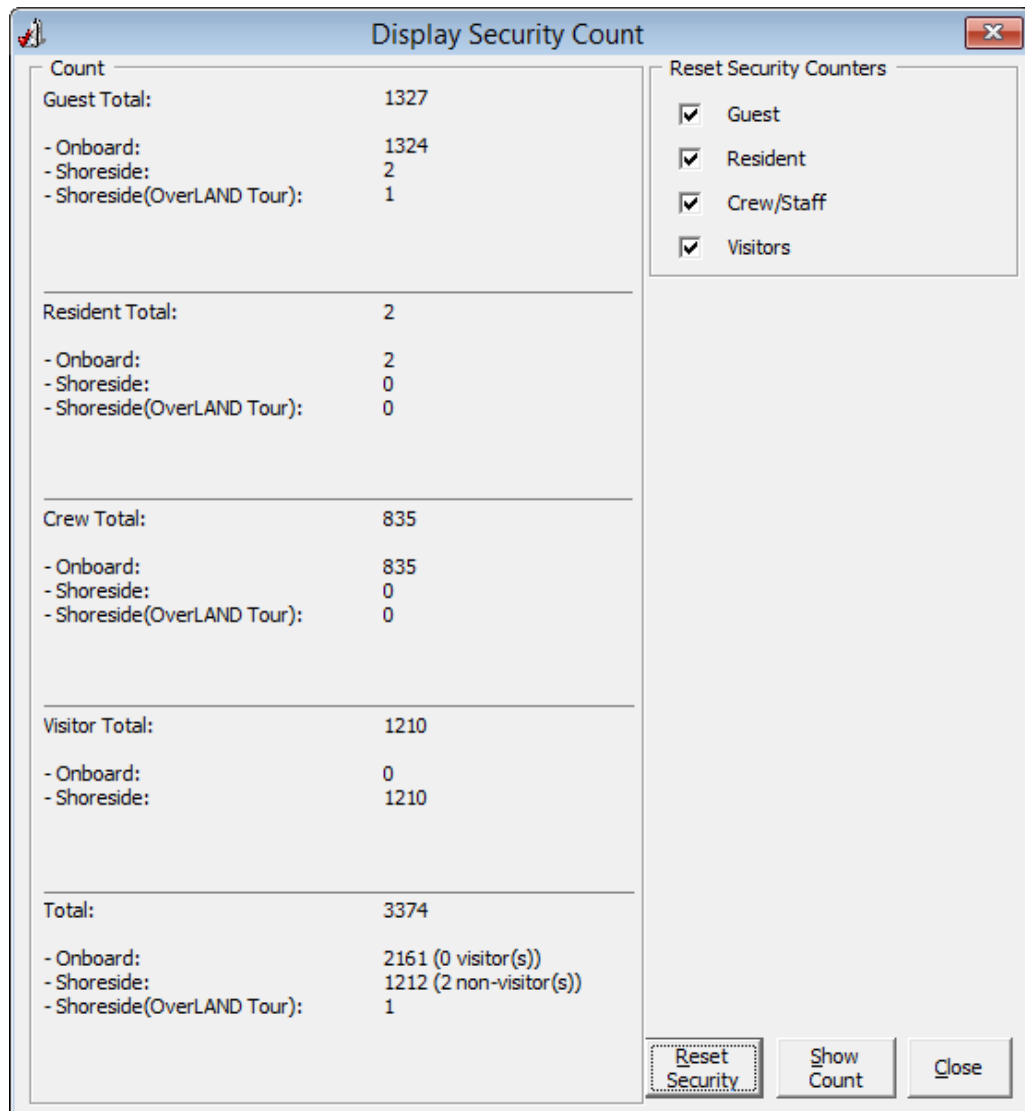 Display Security Count
Count
Guest Total: 1327
- Onboard: 1324
- Shoreside: 2
- Shoreside(OverLAND Tour): 1
Resident Total: 2
- Onboard: 2
- Shoreside: 0
- Shoreside(OverLAND Tour): 0
Crew Total: 835
- Onboard: 835
- Shoreside: 0
- Shoreside(OverLAND Tour): 0
Visitor Total: 1210
- Onboard: 0
- Shoreside: 1210
Total: 3374
- Onboard: 2161 (0 visitor(s))
- Shoreside: 1212 (2 non-visitor(s))
- Shoreside(OverLAND Tour): 1
Reset Security Counters
Guest
Resident
Crew/Staff
Visitors
Reset
Security
Show
Count
Close